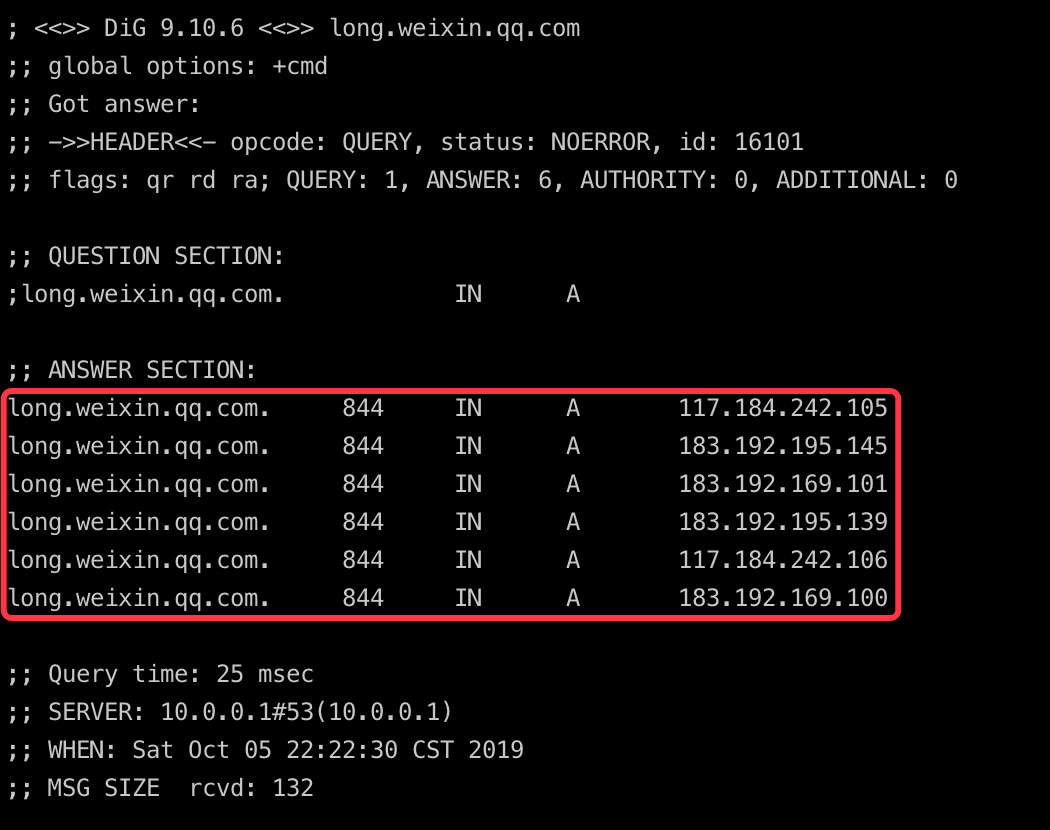 ; <<>> DiG 9.10.6 <<>> long.weixin.qq.com
;; global options: +cmd
;; Got answer:
;; ->>HEADER<<- opcode: QUERY, status: NOERROR, id: 16101
;; flags: qr rd ra; QUERY: 1, ANSWER: 6, AUTHORITY: 0, ADDITIONAL: 0

;; QUESTION SECTION:
;long.weixin.qq.com. IN A

;; ANSWER SECTION:
long.weixin.qq.com. 844 IN A 117.184.242.105
long.weixin.qq.com. 844 IN A 183.192.195.145
long.weixin.qq.com. 844 IN A 183.192.169.101
long.weixin.qq.com. 844 IN A 183.192.195.139
long.weixin.qq.com. 844 IN A 117.184.242.106
long.weixin.qq.com. 844 IN A 183.192.169.100

;; Query time: 25 msec
;; SERVER: 10.0.0.1#53(10.0.0.1)
;; WHEN: Sat Oct 05 22:22:30 CST 2019
;; MSG SIZE  rcvd: 132